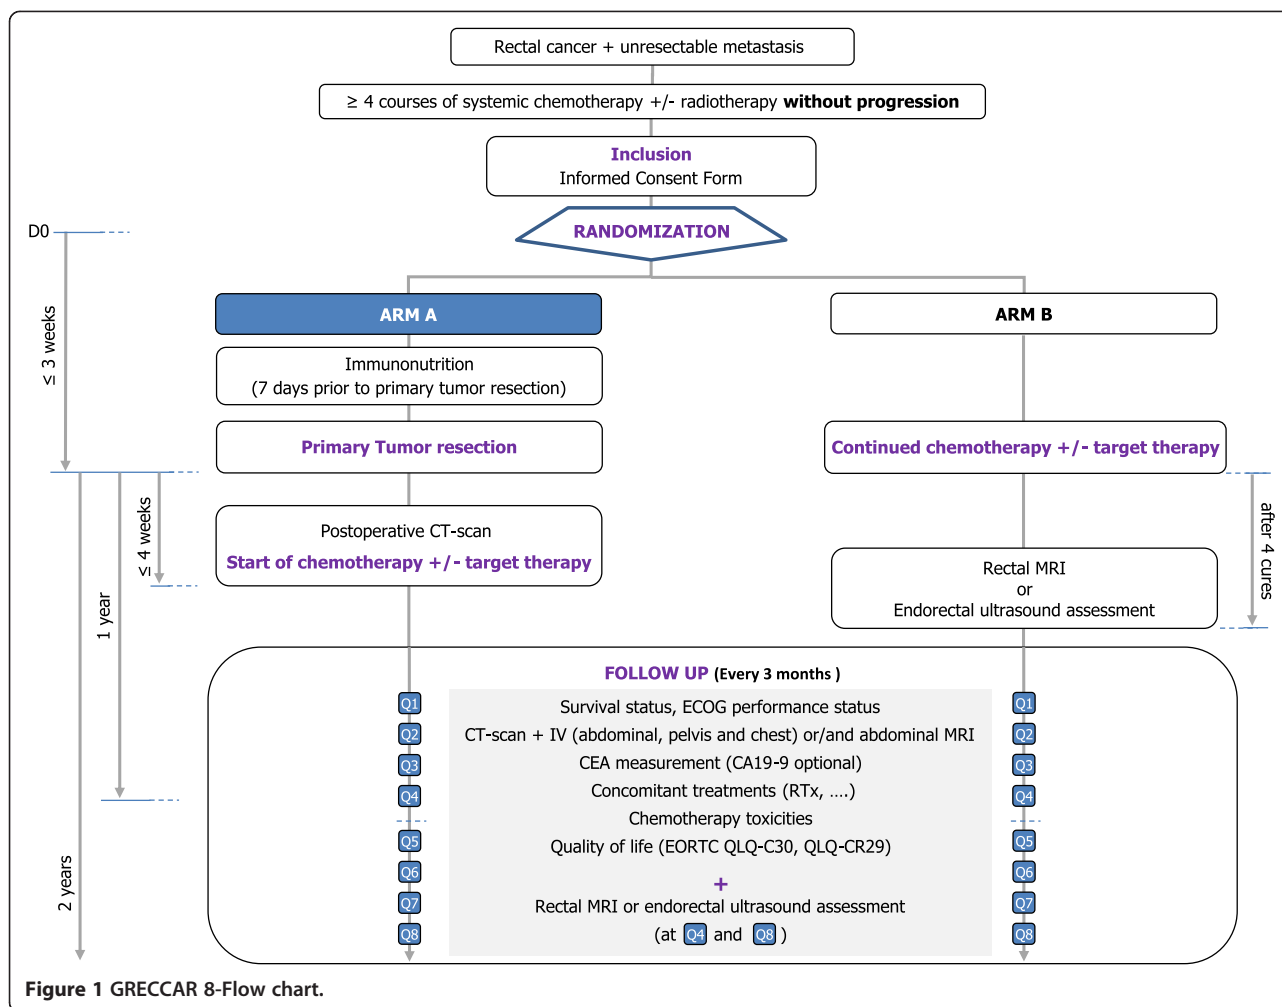 Rectal cancer + unresectable metastasis
≥ 4 courses of systemic chemotherapy +/- radiotherapy without progression
Inclusion
Informed Consent Form
RANDOMIZATION
D0
≤ 3 weeks
ARM A
ARM B
Immunonutrition
(7 days prior to primary tumor resection)
Primary Tumor resection
Continued chemotherapy +/- target therapy
≤ 4 weeks
1 year
2 years
Postoperative CT-scan
Start of chemotherapy +/- target therapy
after 4 cures
Rectal MRI
or
Endorectal ultrasound assessment
FOLLOW UP (Every 3 months )
Q1 Survival status, ECOG performance status Q1
Q2 CT-scan + IV (abdominal, pelvis and chest) or/and abdominal MRI Q2
Q3 CEA measurement (CA19-9 optional) Q3
Q4 Concomitant treatments (RTx, ....) Q4
Chemotherapy toxicities
Q5 Quality of life (EORTC QLQ-C30, QLQ-CR29) Q5
Q6 + Q6
Q7 Rectal MRI or endorectal ultrasound assessment Q7
Q8 (at Q4 and Q8 ) Q8
Figure 1 GRECCAR 8-Flow chart.